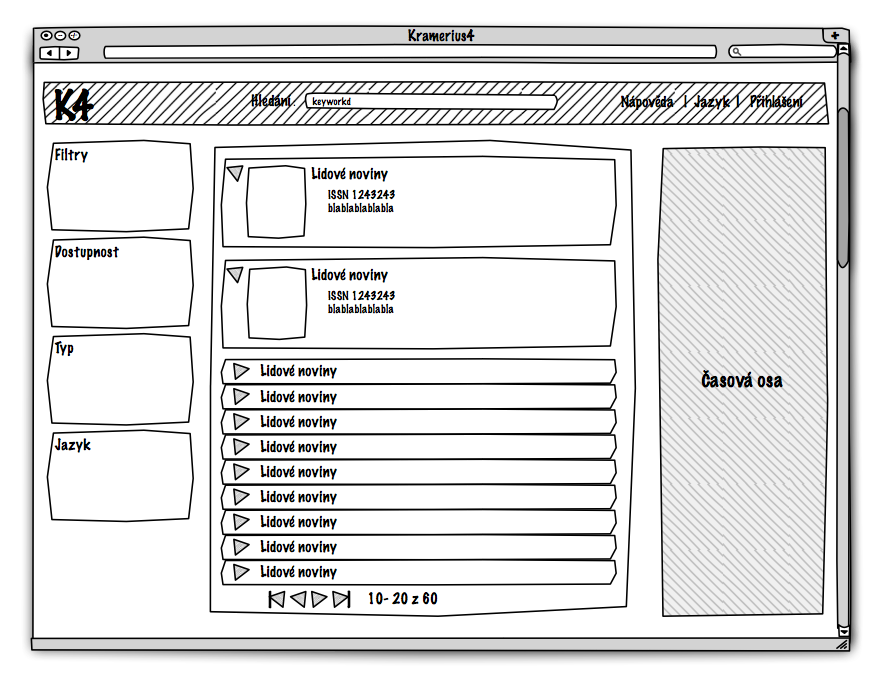 Kramerius4
K4
Hledání .
keyworkd
Nápověda | Jazyk | Přihlášení
Filtry
Dostupnost
Typ
Jazyk
Lidové noviny
ISSN 1243243
blablablablabla
Lidové noviny
ISSN 1243243
blablablablabla
Lidové noviny
Lidové noviny
Lidové noviny
Lidové noviny
Lidové noviny
Lidové noviny
Lidové noviny
Lidové noviny
Lidové noviny
10- 20 z 60
Časová osa